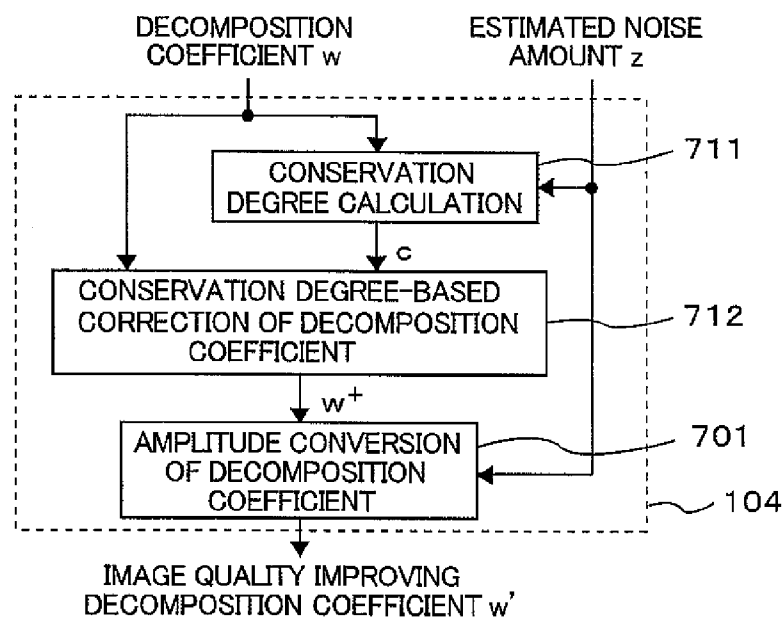 DECOMPOSITION
COEFFICIENT w
ESTIMATED NOISE
AMOUNT z
711
CONSERVATION
DEGREE CALCULATION
c
CONSERVATION DEGREE-BASED
CORRECTION OF DECOMPOSITION
COEFFICIENT
712
w+
701
AMPLITUDE CONVERSION
OF DECOMPOSITION
COEFFICIENT
104
IMAGE QUALITY IMPROVING
DECOMPOSITION COEFFICIENT w'